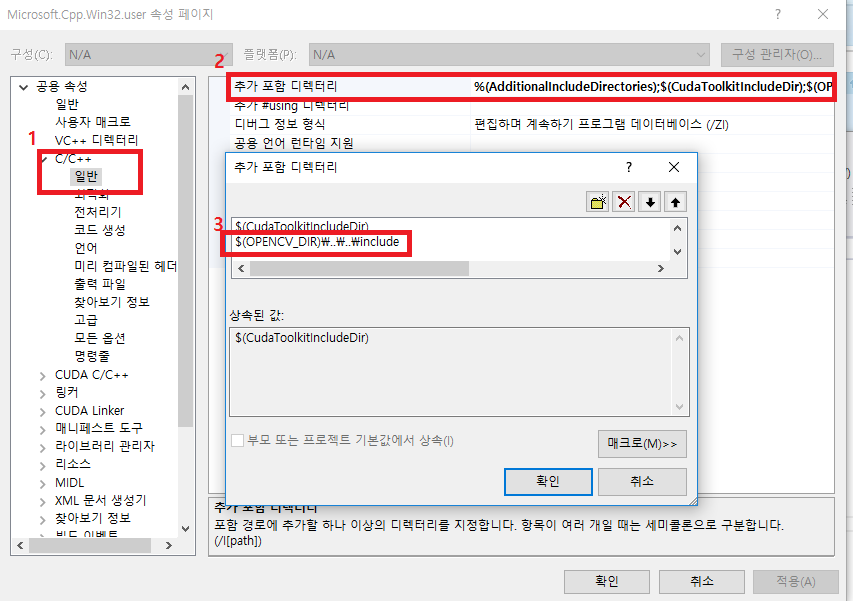 Microsoft.Cpp.Win32.user 속성 페이지
?
구성(C):
N/A
플랫폼(P):
N/A
구성 관리자(O)...
2
공용 속성
일반
사용자 매크로
VC++ 디렉터리
1
C/C++
일반
최적화
전처리기
코드 생성
언어
미리 컴파일된 헤더
출력 파일
찾아보기 정보
고급
모든 옵션
명령줄
CUDA C/C++
링커
CUDA Linker
매니페스트 도구
라이브러리 관리자
리소스
MIDL
XML 문서 생성기
찾아보기 정보
빌드 이벤트
추가 포함 디렉터리
%(AdditionalIncludeDirectories);$(CudaToolkitIncludeDir);$(OP
추가 #using 디렉터리
디버그 정보 형식
편집하며 계속하기 프로그램 데이터베이스 (/ZI)
공용 언어 런타임 지원
추가 포함 디렉터리
?
3
$(CudaToolkitIncludeDir)
$(OPENCV_DIR)\..\..\include
상속된 값:
$(CudaToolkitIncludeDir)
부모 또는 프로젝트 기본값에서 상속(I)
매크로(M)>>
확인
취소
추가 포함 디렉터리
포함 경로에 추가할 하나 이상의 디렉터리를 지정합니다. 항목이 여러 개일 때는 세미콜론으로 구분합니다.
(/I[path])
확인
취소
적용(A)